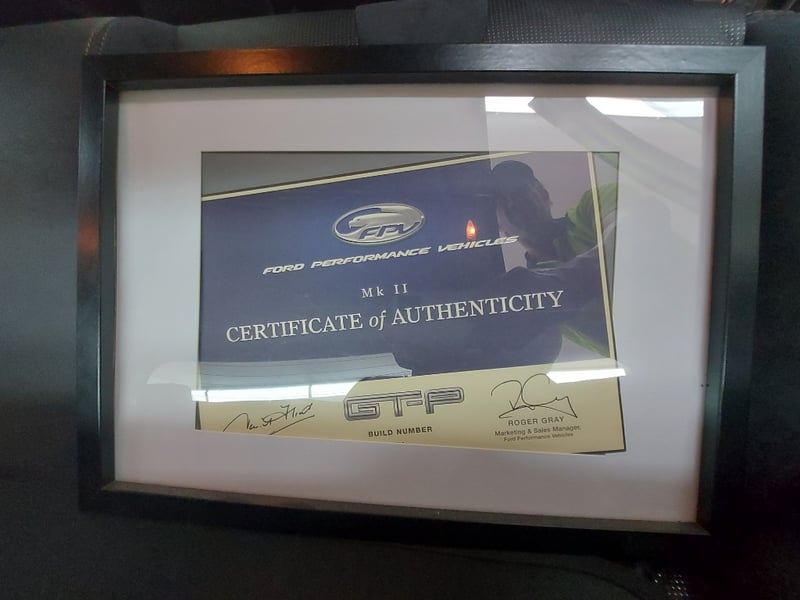 FPV
FORD PERFORMANCE VEHICLES
Mk II
CERTIFICATE of AUTHENTICITY
GT-P
BUILD NUMBER
ROGER GRAY
Marketing & Sales Manager,
Ford Performance Vehicles